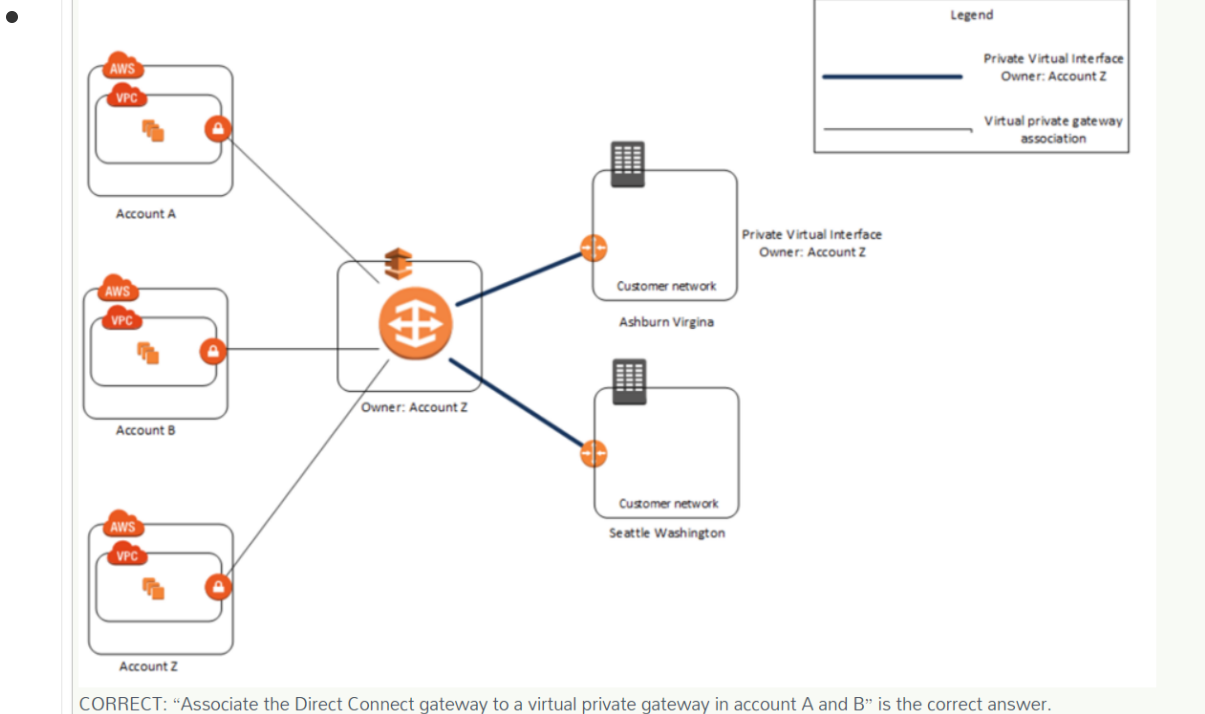 Legend
Private Virtual Interface
Owner: Account Z
Virtual private gateway
association
AWS
VPC
Account A
AWS
VPC
Account B
AWS
VPC
Account Z
Owner: Account Z
Customer network
Ashburn Virgina
Private Virtual Interface
Owner: Account Z
Customer network
Seattle Washington
CORRECT: “Associate the Direct Connect gateway to a virtual private gateway in account A and B” is the correct answer.